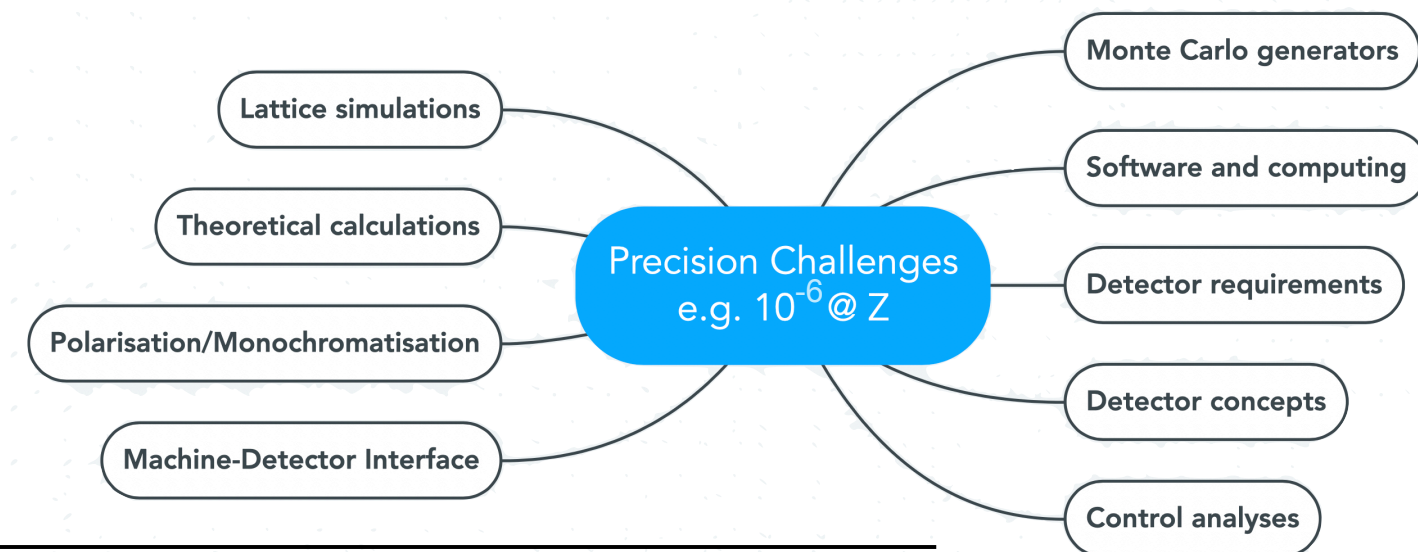 Lattice simulations
Theoretical calculations
Polarisation/Monochromatisation
Machine-Detector Interface
Precision Challenges
e.g. 10⁻⁶ @ Z
Monte Carlo generators
Software and computing
Detector requirements
Detector concepts
Control analyses